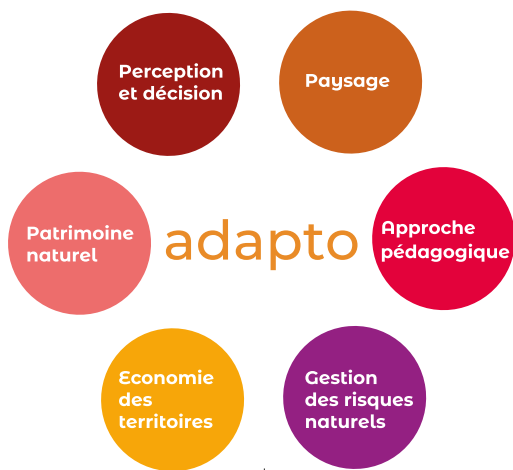 Perception
et décision
Paysage
Patrimoine
naturel
adapto
Approche
pédagogique
Economie
des
territoires
Gestion
des risques
naturels